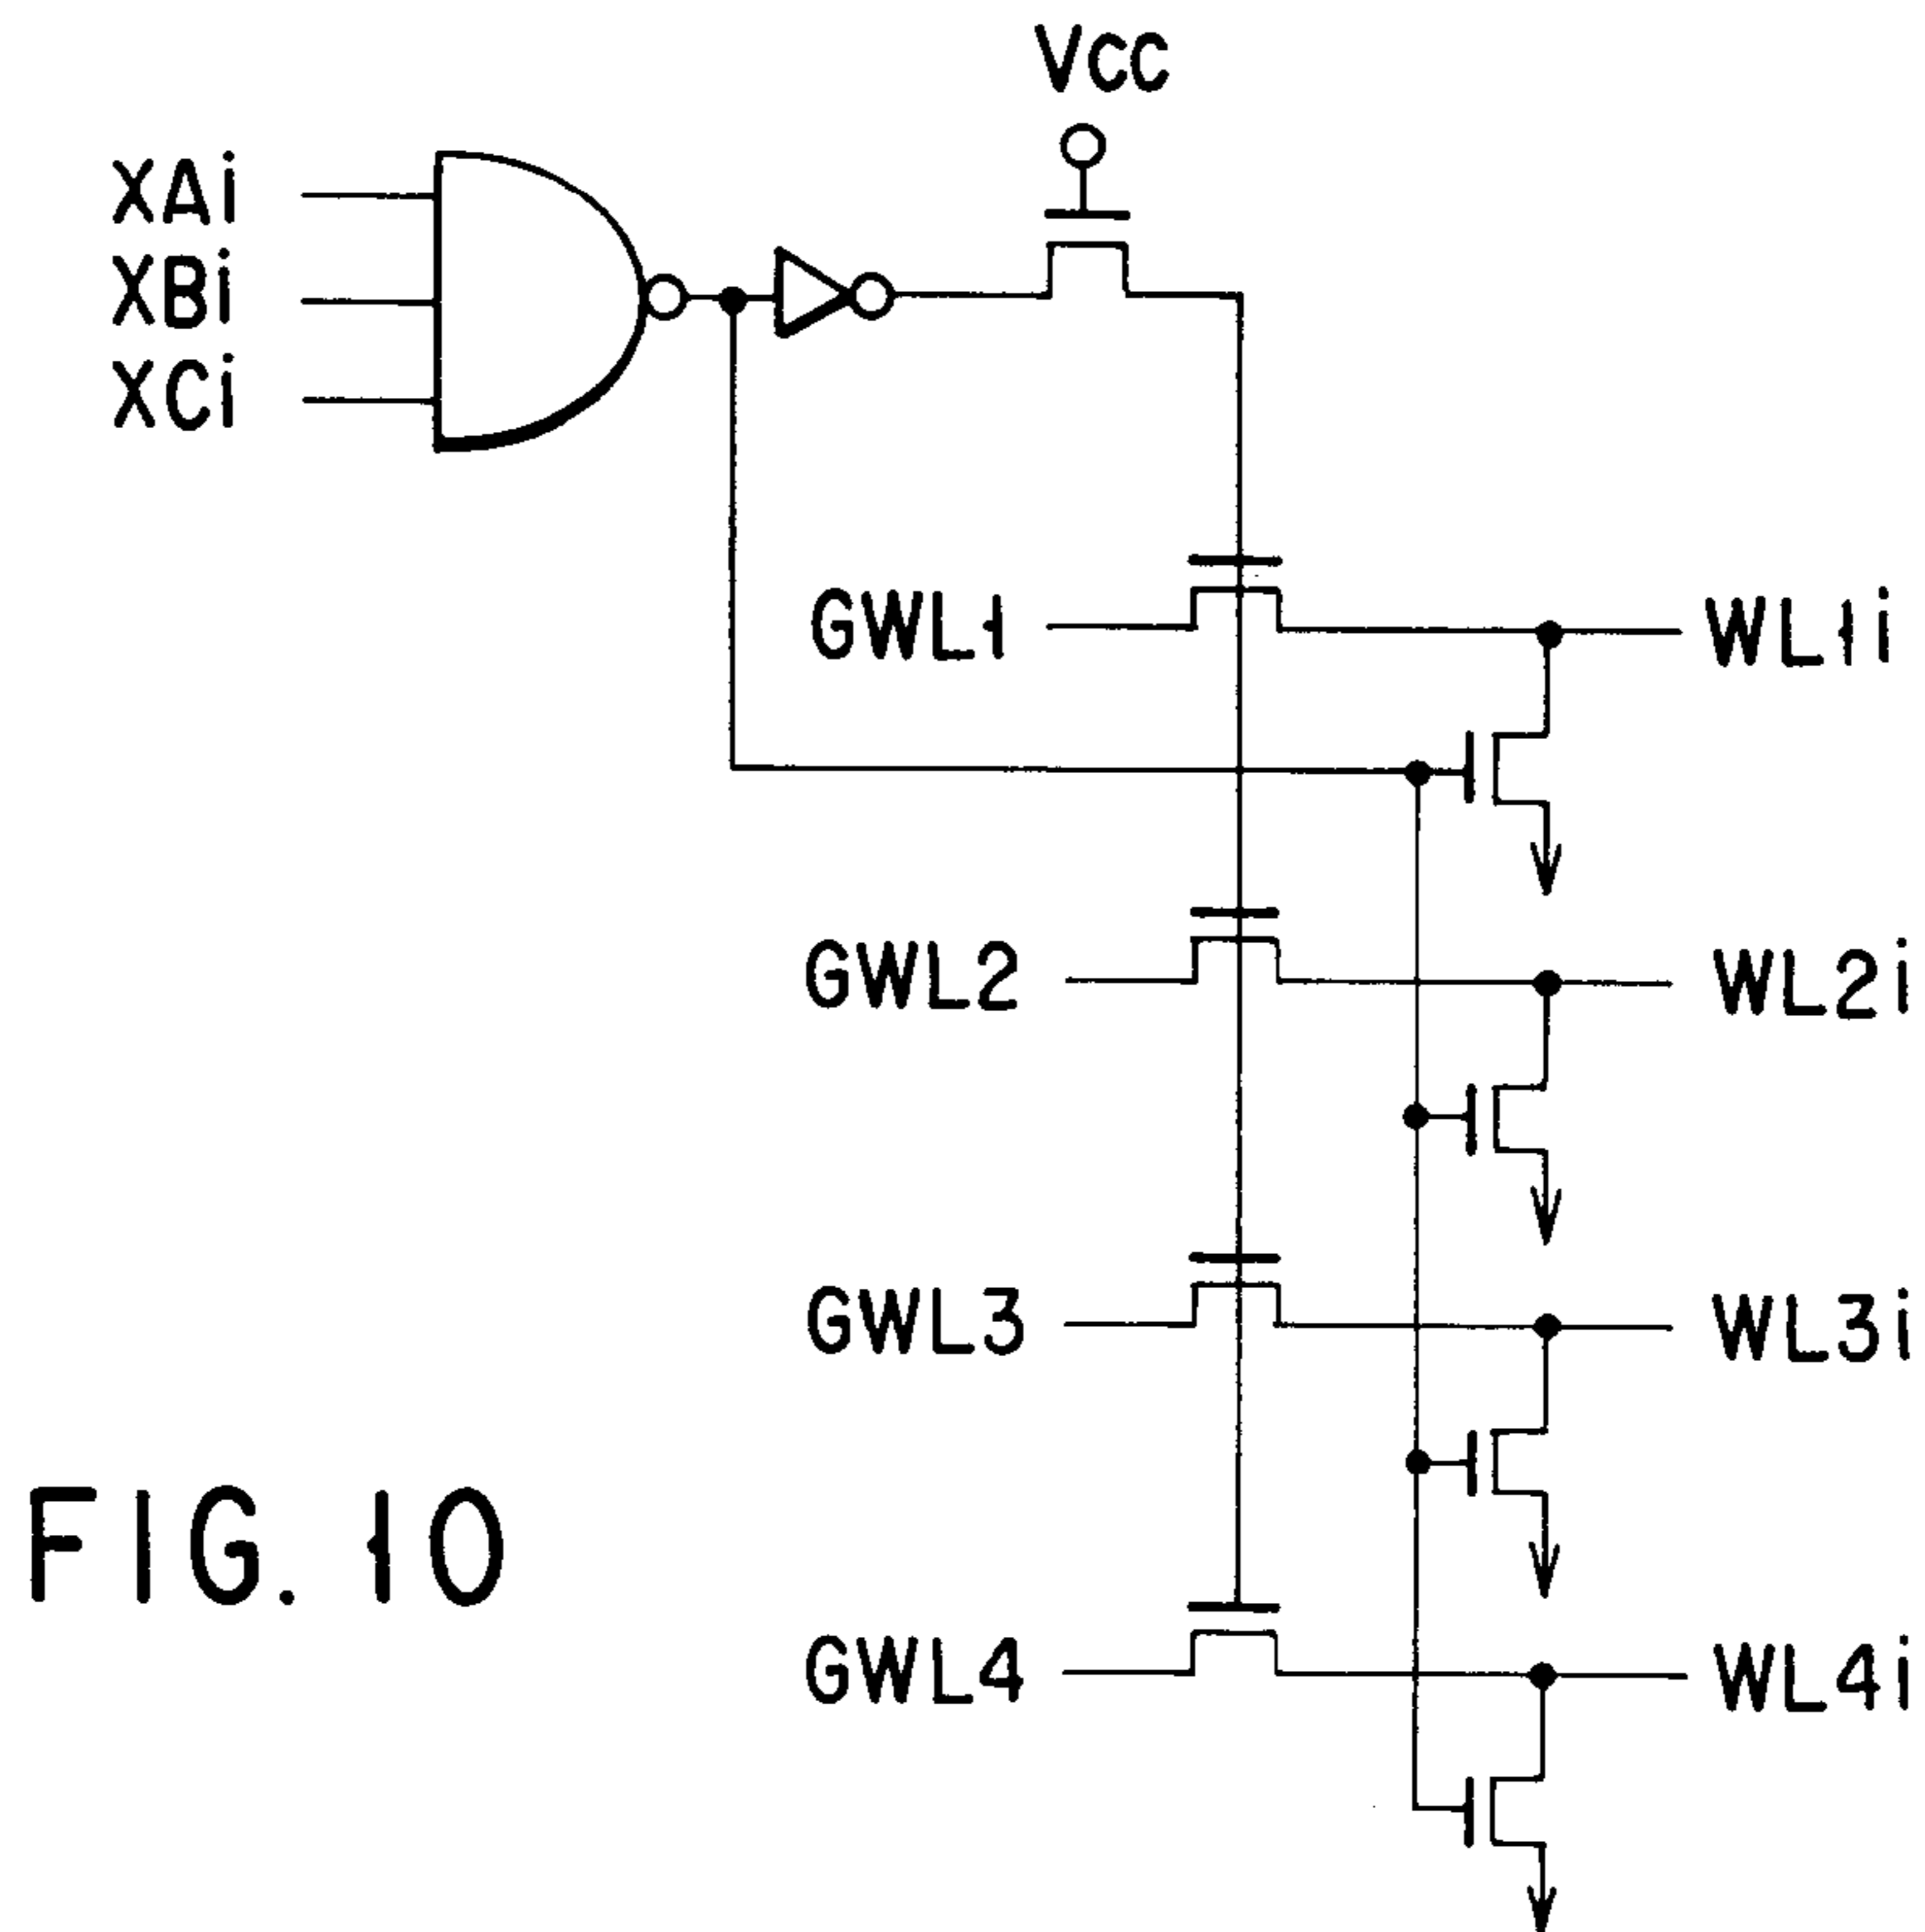 VCC
XAi
XBi
XCi
GWL1
WL1i
GWL2
WL2i
GWL3
WL3i
FIG. 10
GWL4
WL4i